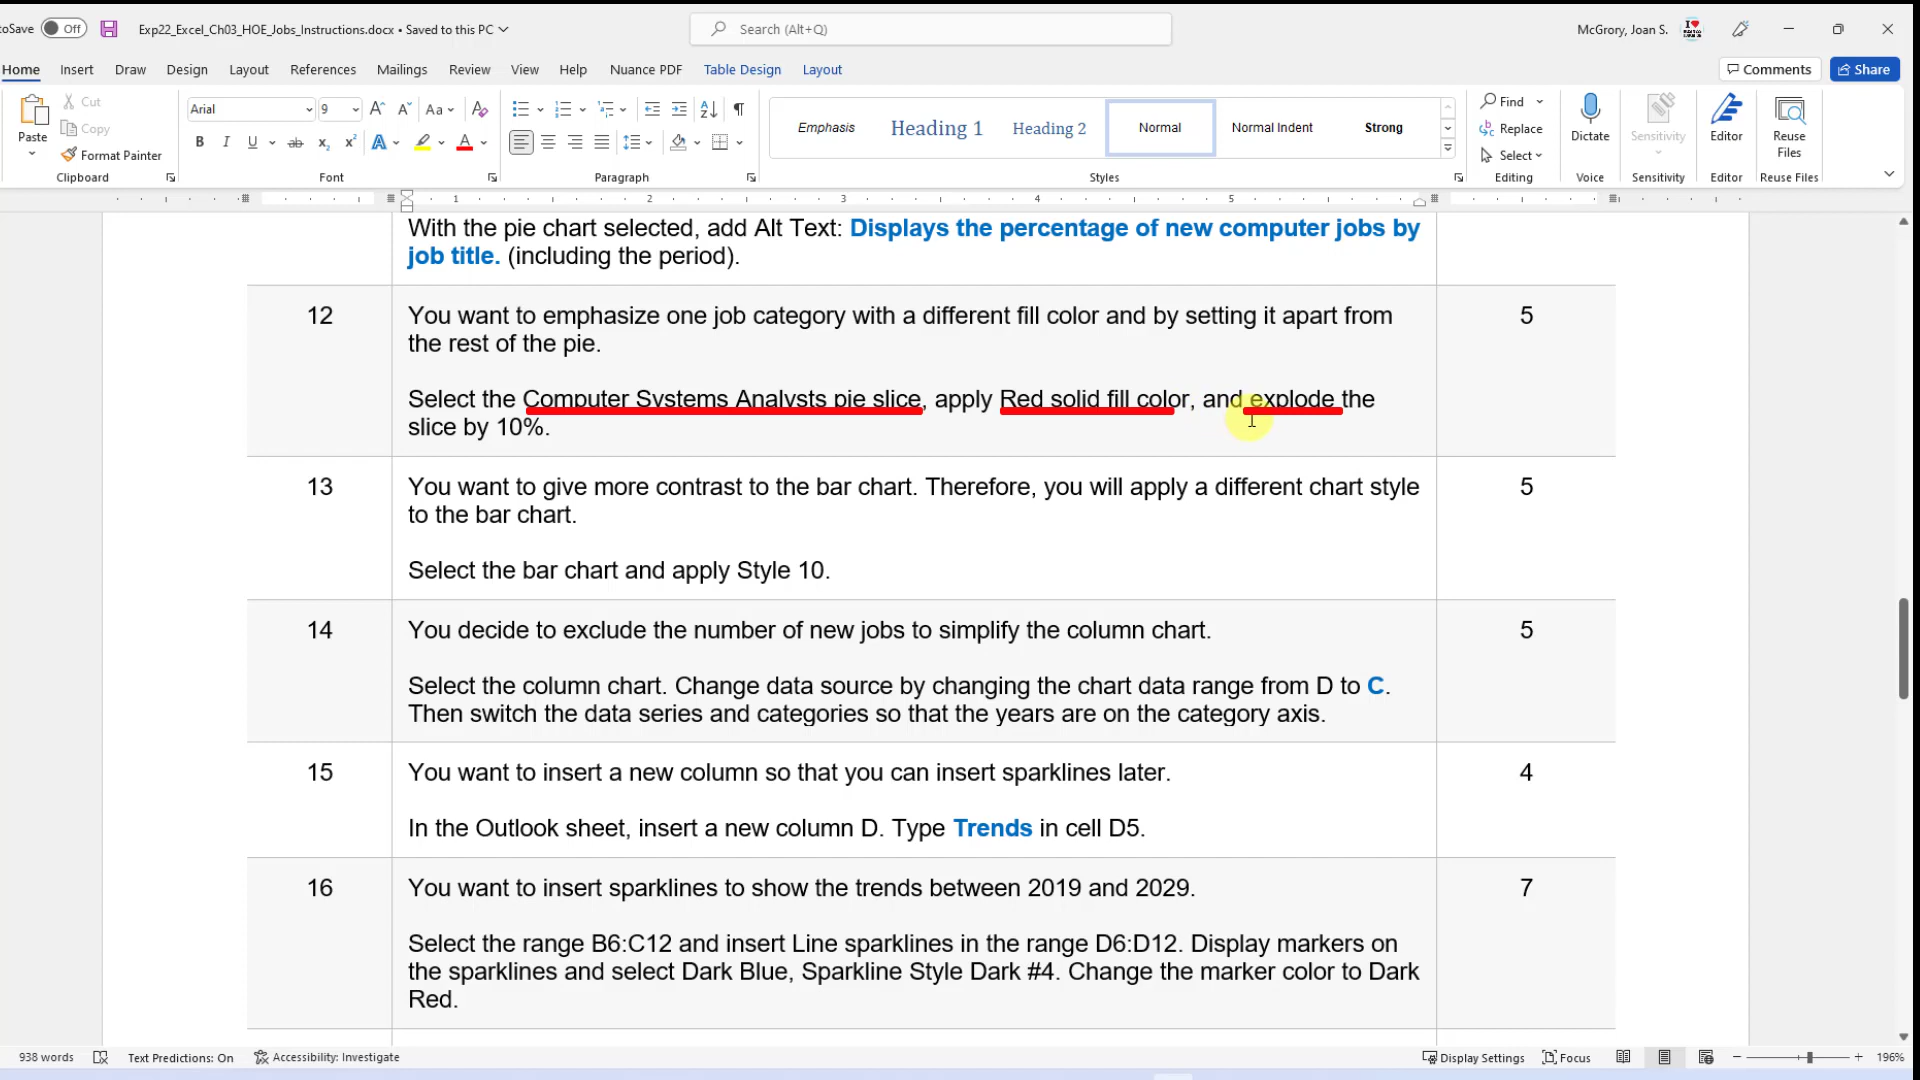 oSave Off Exp22_Excel_Ch03_HOE_Jobs_Instructions.docx • Saved to this PC Search (Alt+Q) McGrory, Joan S.
Home Insert Draw Design Layout References Mailings Review View Help Nuance PDF Table Design Layout Comments Share
Paste Cut Copy Format Painter
Clipboard
Arial 9
Font
Paragraph
Emphasis Heading 1 Heading 2 Normal Normal Indent Strong
Styles
Find Replace Select
Editing
Dictate
Voice
Sensitivity
Sensitivity
Editor
Editor
Reuse Files
Reuse Files
1 2 3 4 5
With the pie chart selected, add Alt Text: Displays the percentage of new computer jobs by
job title. (including the period).
12 You want to emphasize one job category with a different fill color and by setting it apart from 5
the rest of the pie.
Select the Computer Systems Analysts pie slice, apply Red solid fill color, and explode the
slice by 10%.
13 You want to give more contrast to the bar chart. Therefore, you will apply a different chart style 5
to the bar chart.
Select the bar chart and apply Style 10.
14 You decide to exclude the number of new jobs to simplify the column chart. 5
Select the column chart. Change data source by changing the chart data range from D to C.
Then switch the data series and categories so that the years are on the category axis.
15 You want to insert a new column so that you can insert sparklines later. 4
In the Outlook sheet, insert a new column D. Type Trends in cell D5.
16 You want to insert sparklines to show the trends between 2019 and 2029. 7
Select the range B6:C12 and insert Line sparklines in the range D6:D12. Display markers on
the sparklines and select Dark Blue, Sparkline Style Dark #4. Change the marker color to Dark
Red.
938 words Text Predictions: On Accessibility: Investigate Display Settings Focus 196%